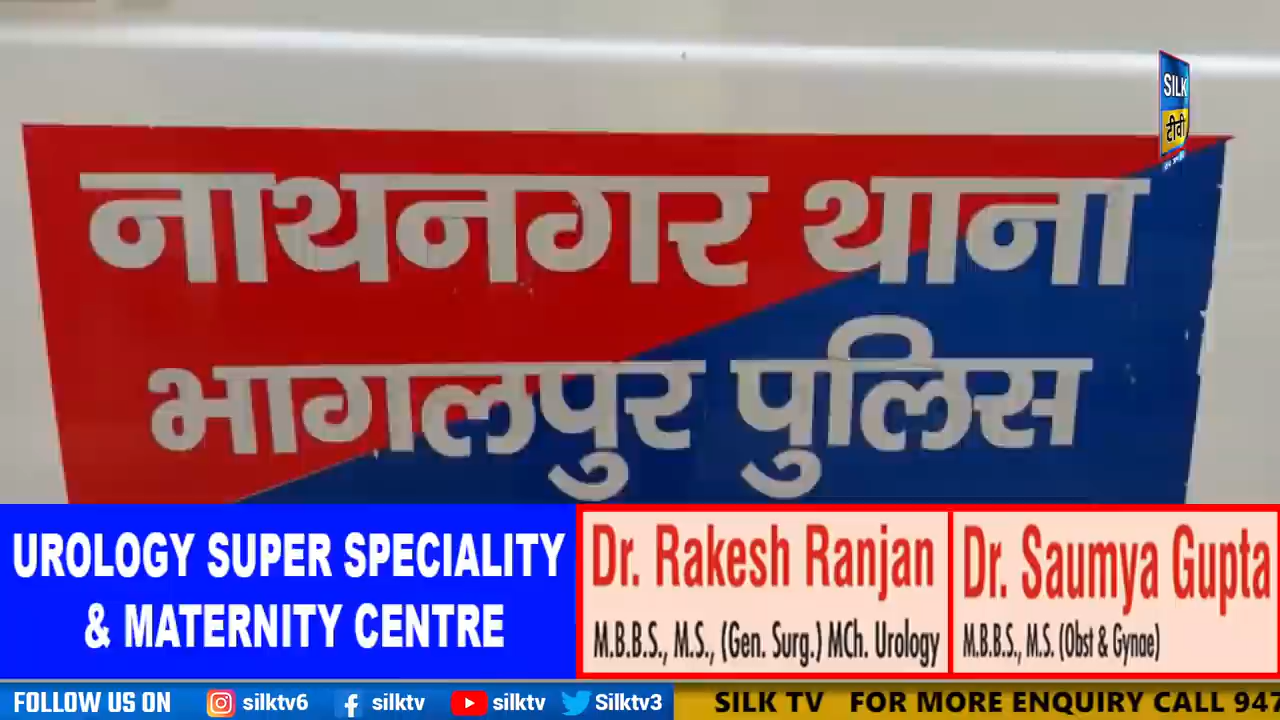 SILK
टीवी
नाथनगर थाना
भागलपुर पुलिस
UROLOGY SUPER SPECIALITY
& MATERNITY CENTRE
Dr. Rakesh Ranjan
M.B.B.S., M.S., (Gen. Surg.) MCh. Urology
Dr. Saumya Gupta
M.B.B.S., M.S. (Obst & Gynae)
FOLLOW US ON silktv6 silktv silktv Silktv3 SILK TV FOR MORE ENQUIRY CALL 947